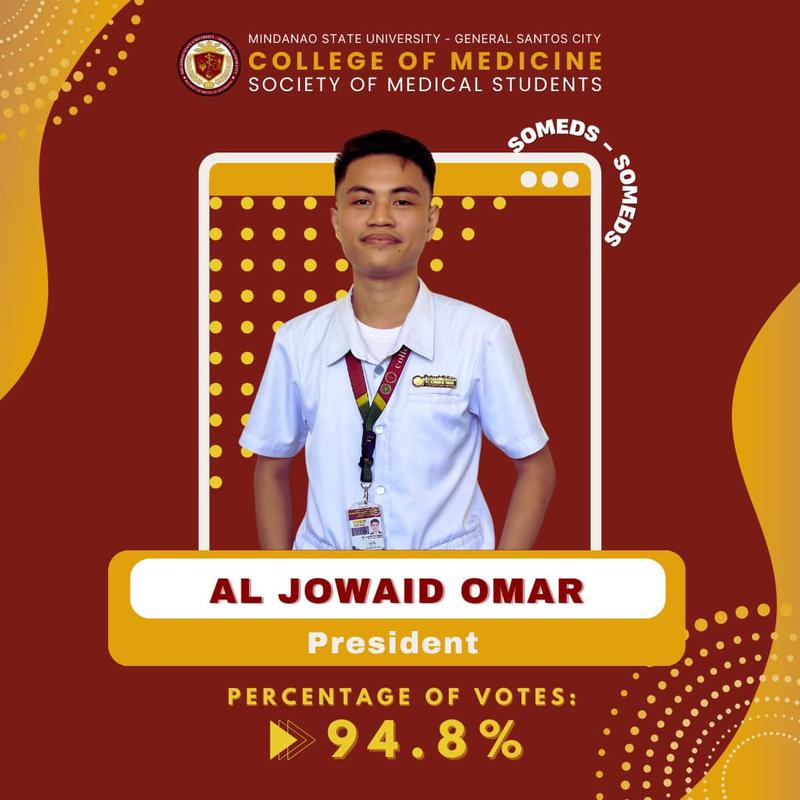 MINDANAO STATE UNIVERSITY - GENERAL SANTOS CITY
COLLEGE OF MEDICINE
SOCIETY OF MEDICAL STUDENTS
SOMEDS - SOMEDS
AL JOWAID OMAR
President
PERCENTAGE OF VOTES:
94.8%